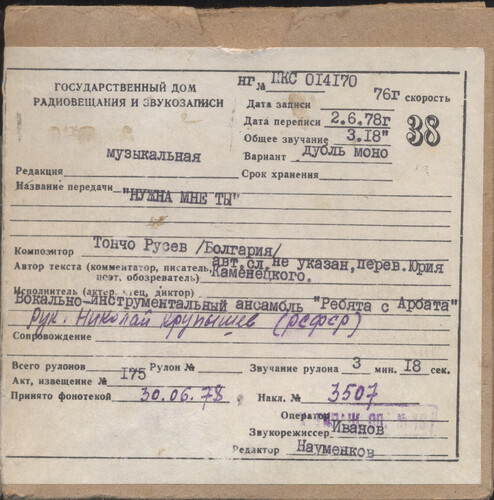 ГОСУДАРСТВЕННЫЙ ДОМ
РАДИОВЕЩАНИЯ И ЗВУКОЗАПИСИ
НГ № ПКС 014170
Дата записи 76г скорость
Дата переписи 2.6.78г
38
Общее звучание 3.18"
Вариант ДУБЛЬ МОНО
музыкальная
Редакция
Срок хранения
Название передачи "НУЖНА МНЕ ТЫ"
Композитор Тончо Русев /Болгария/
Автор текста (комментатор, писатель, авт.сл.не указан,перев.Юрия
поэт, обозреватель) Каменецкого.
Исполнитель (актер, чтец, диктор)
Вокально-инструментальный ансамбль "Ребята с Арбата"
рук. Николай Крупышев (РСФСР)
Сопровождение
Всего рулонов Рулон № Звучание рулона 3 мин. 18 сек.
Акт, извещение № 175
Принято фонотекой 30.06.78 Накл. № 3507
Оператор
Звукорежиссер Иванов
Редактор Науменков